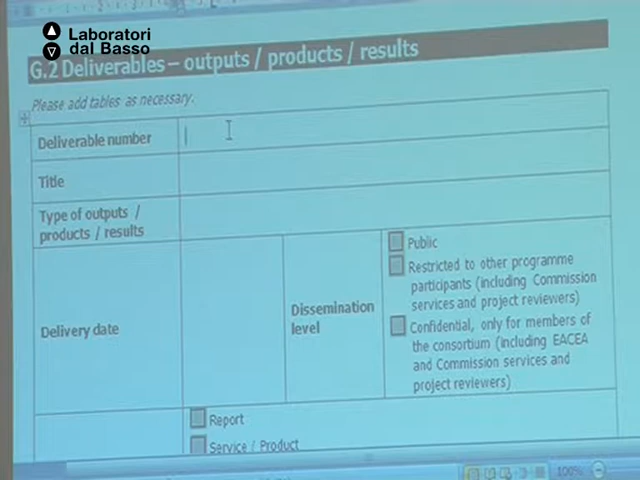 Laboratori
dal Basso
G.2 Deliverables – outputs / products / results
Please add tables as necessary.
Deliverable number
Title
Type of outputs /
products / results
Delivery date
Dissemination
level
Public
Restricted to other programme
participants (including Commission
services and project reviewers)
Confidential, only for members of
the consortium (including EACEA
and Commission services and
project reviewers)
Report
Service / Product
100%